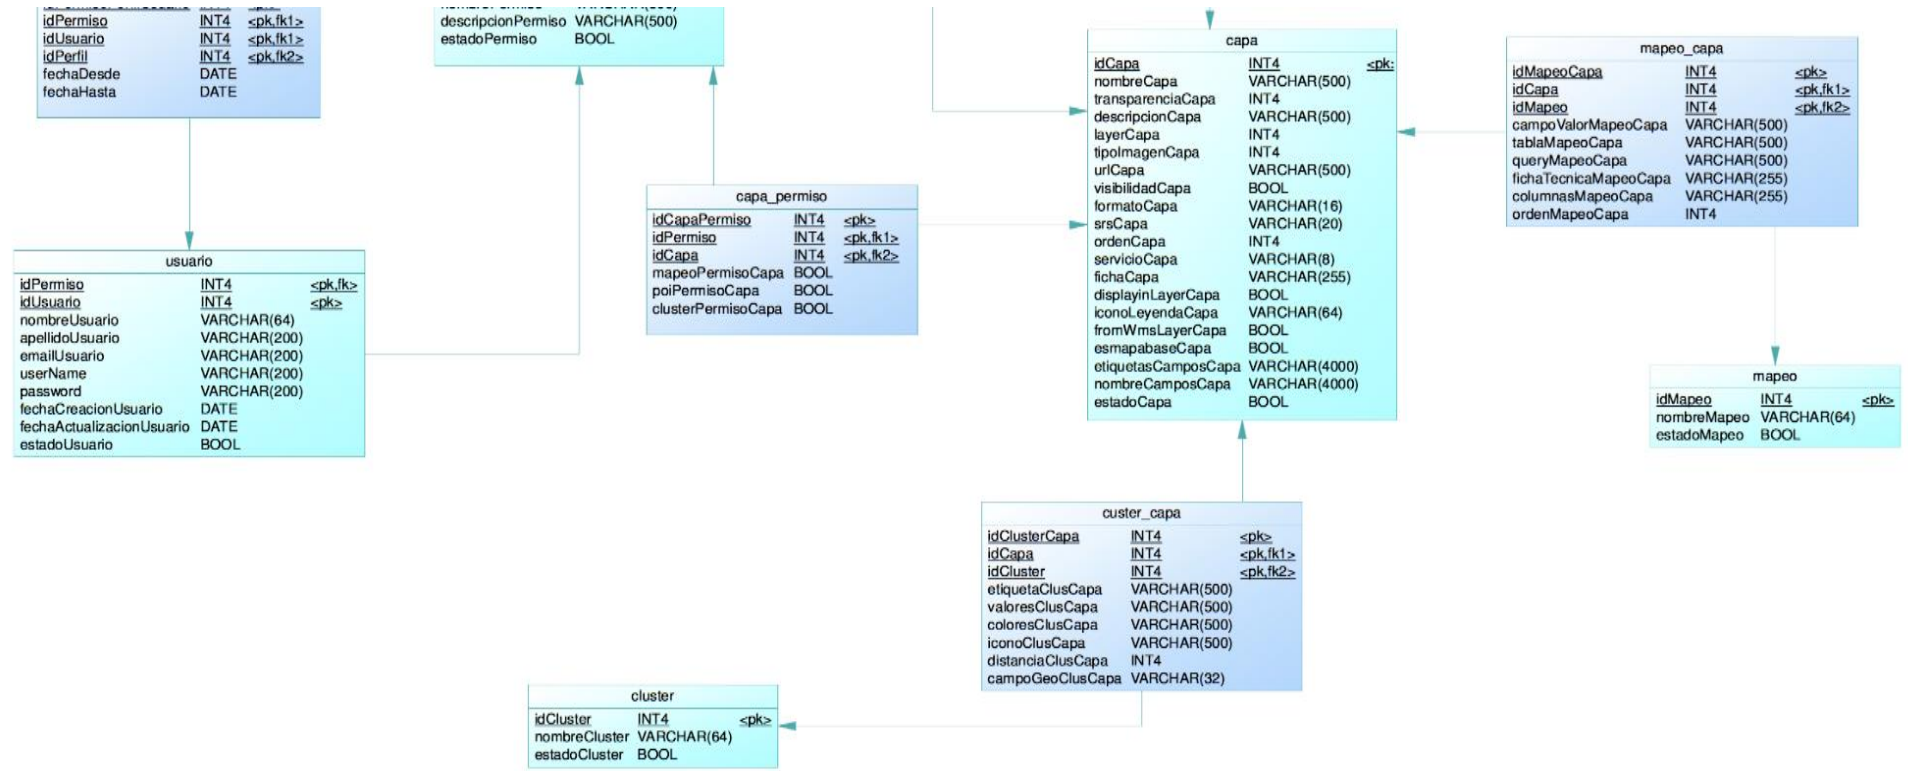 idPermiso INT4 <pk,fk1>
idUsuario INT4 <pk,fk1>
idPerfil INT4 <pk,fk2>
fechaDesde DATE
fechaHasta DATE
descripcionPermiso VARCHAR(500)
estadoPermiso BOOL
capa
idCapa INT4 <pk:
nombreCapa VARCHAR(500)
transparenciaCapa INT4
descripcionCapa VARCHAR(500)
layerCapa INT4
tipoImagenCapa INT4
urlCapa VARCHAR(500)
visibilidadCapa BOOL
formatoCapa VARCHAR(16)
srsCapa VARCHAR(20)
ordenCapa INT4
servicioCapa VARCHAR(8)
fichaCapa VARCHAR(255)
displayinLayerCapa BOOL
iconoLeyendaCapa VARCHAR(64)
fromWmsLayerCapa BOOL
esmapabaseCapa BOOL
etiquetasCamposCapa VARCHAR(4000)
nombreCamposCapa VARCHAR(4000)
estadoCapa BOOL
mapeo_capa
idMapeoCapa INT4 <pk>
idCapa INT4 <pk,fk1>
idMapeo INT4 <pk,fk2>
campoValorMapeoCapa VARCHAR(500)
tablaMapeoCapa VARCHAR(500)
queryMapeoCapa VARCHAR(500)
fichaTecnicaMapeoCapa VARCHAR(255)
columnasMapeoCapa VARCHAR(255)
ordenMapeoCapa INT4
capa_permiso
idCapaPermiso INT4 <pk>
idPermiso INT4 <pk,fk1>
idCapa INT4 <pk,fk2>
mapeoPermisoCapa BOOL
poiPermisoCapa BOOL
clusterPermisoCapa BOOL
usuario
idPermiso INT4 <pk,fk>
idUsuario INT4 <pk>
nombreUsuario VARCHAR(64)
apellidoUsuario VARCHAR(200)
emailUsuario VARCHAR(200)
userName VARCHAR(200)
password VARCHAR(200)
fechaCreacionUsuario DATE
fechaActualizacionUsuario DATE
estadoUsuario BOOL
mapeo
idMapeo INT4 <pk>
nombreMapeo VARCHAR(64)
estadoMapeo BOOL
custer_capa
idClusterCapa INT4 <pk>
idCapa INT4 <pk,fk1>
idCluster INT4 <pk,fk2>
etiquetaClusCapa VARCHAR(500)
valoresClusCapa VARCHAR(500)
coloresClusCapa VARCHAR(500)
iconoClusCapa VARCHAR(500)
distanciaClusCapa INT4
campoGeoClusCapa VARCHAR(32)
cluster
idCluster INT4 <pk>
nombreCluster VARCHAR(64)
estadoCluster BOOL